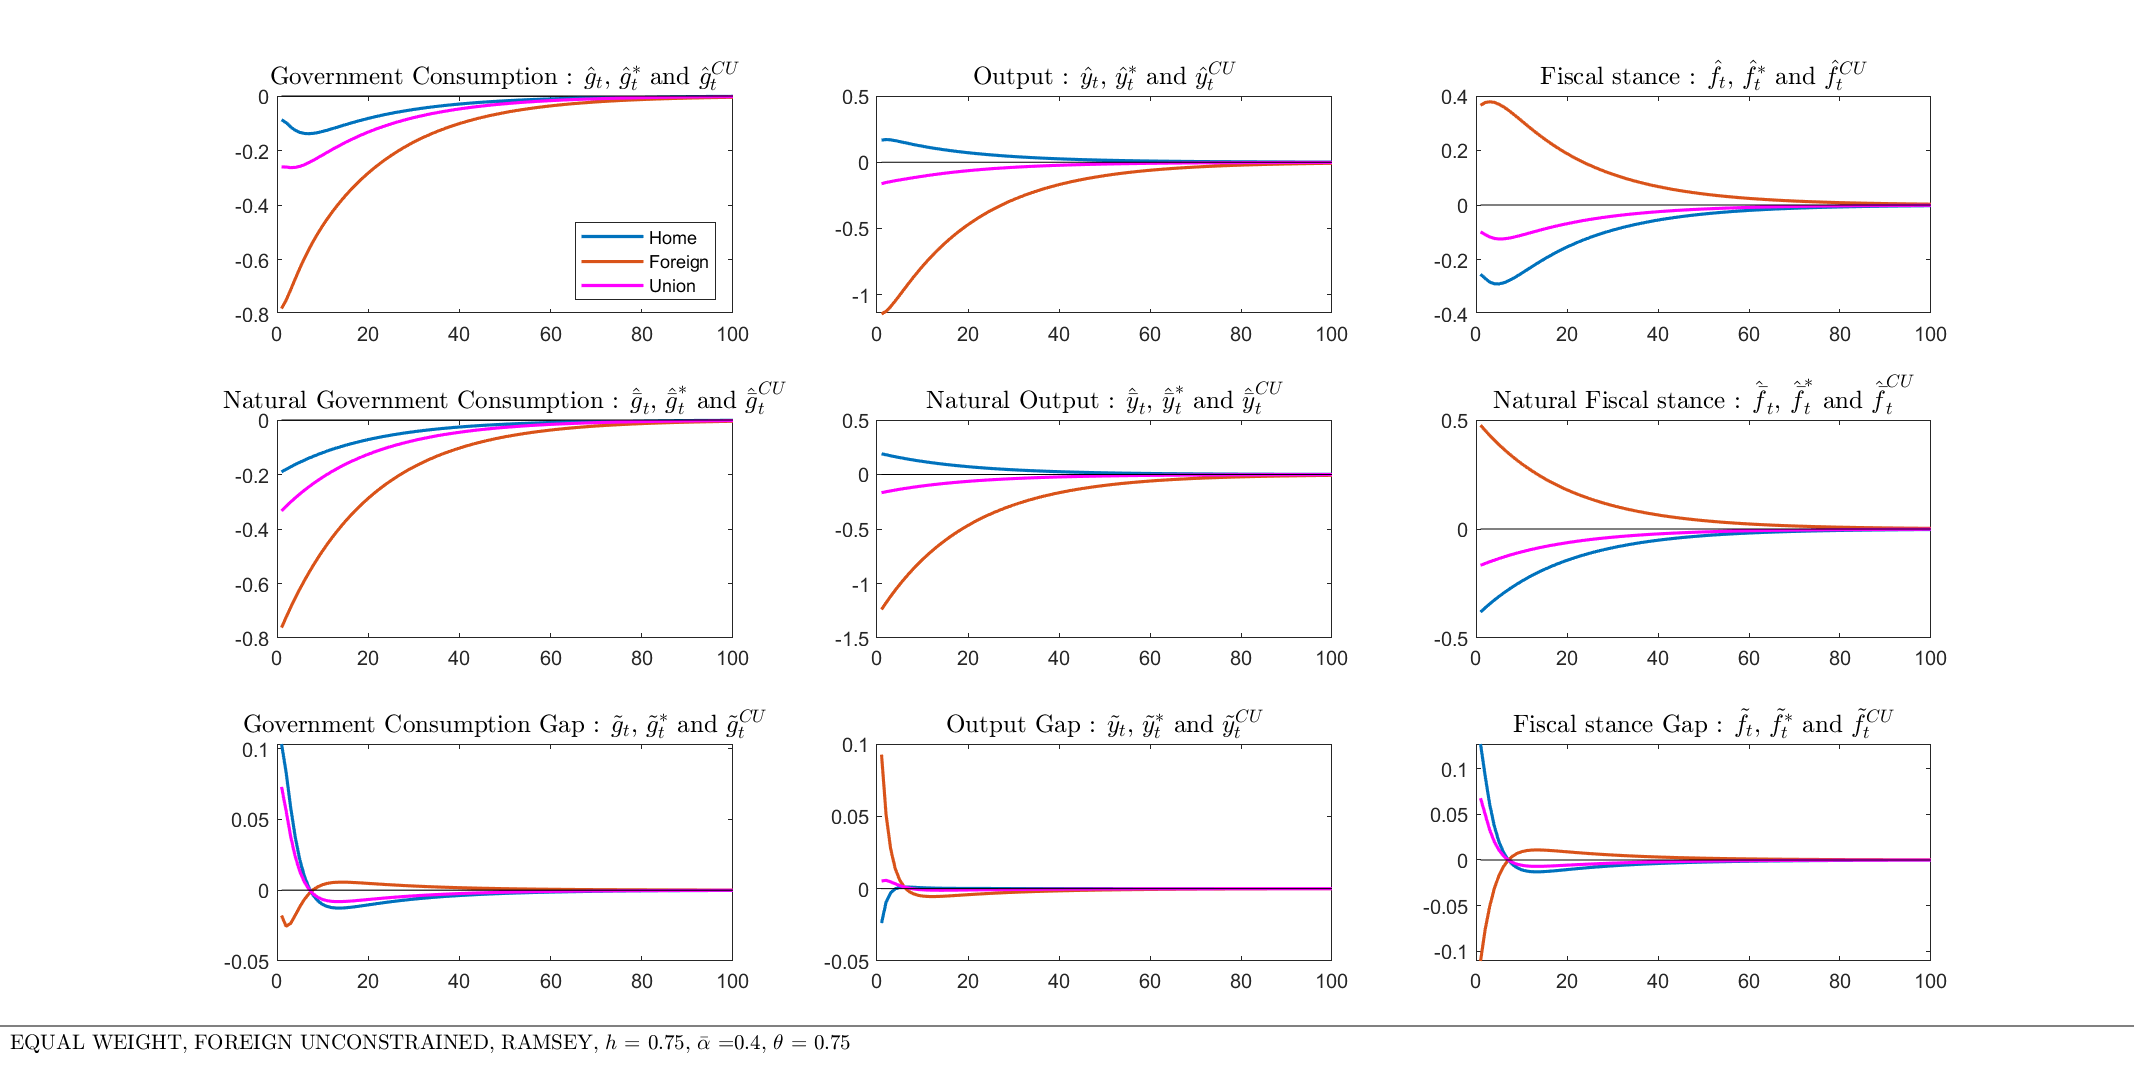 Government Consumption : ĝₜ, ĝₜ* and ĝₜᶜᵁ
0
-0.2
-0.4
-0.6
-0.8
0 20 40 60 80 100
Home
Foreign
Union
Output : ŷₜ, ŷₜ* and ŷₜᶜᵁ
0.5
0
-0.5
-1
0 20 40 60 80 100
Fiscal stance : f̂ₜ, f̂ₜ* and f̂ₜᶜᵁ
0.4
0.2
0
-0.2
-0.4
0 20 40 60 80 100
Natural Government Consumption : ḡ̂ₜ, ḡ̂ₜ* and ḡ̂ₜᶜᵁ
0
-0.2
-0.4
-0.6
-0.8
0 20 40 60 80 100
Natural Output : ȳ̂ₜ, ȳ̂ₜ* and ȳ̂ₜᶜᵁ
0.5
0
-0.5
-1
-1.5
0 20 40 60 80 100
Natural Fiscal stance : f̄̂ₜ, f̄̂ₜ* and f̄̂ₜᶜᵁ
0.5
0
-0.5
0 20 40 60 80 100
Government Consumption Gap : g̃ₜ, g̃ₜ* and g̃ₜᶜᵁ
0.1
0.05
0
-0.05
0 20 40 60 80 100
Output Gap : ỹₜ, ỹₜ* and ỹₜᶜᵁ
0.1
0.05
0
-0.05
0 20 40 60 80 100
Fiscal stance Gap : f̃ₜ, f̃ₜ* and f̃ₜᶜᵁ
0.1
0.05
0
-0.05
-0.1
0 20 40 60 80 100
EQUAL WEIGHT, FOREIGN UNCONSTRAINED, RAMSEY, h = 0.75, ᾱ =0.4, θ = 0.75